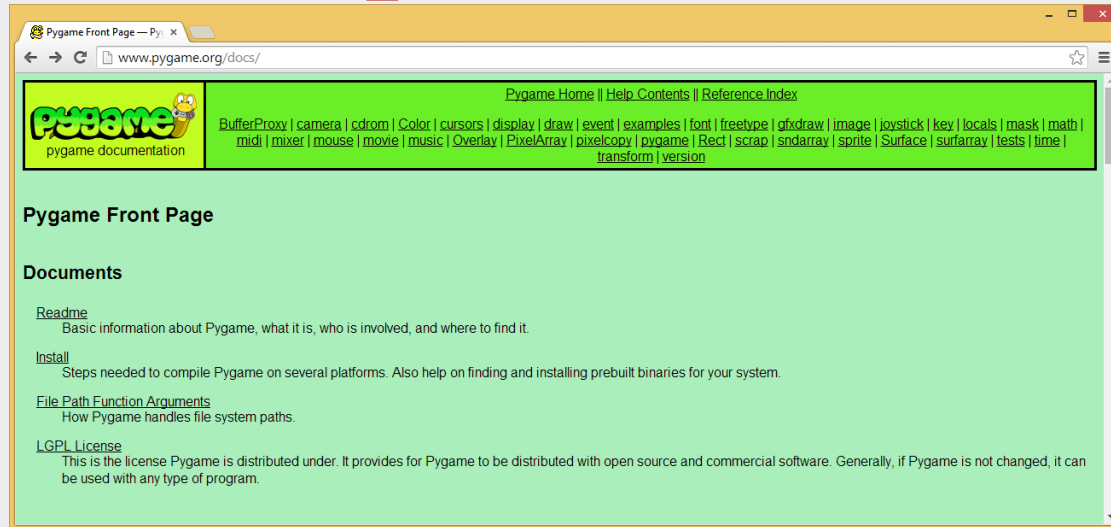 Pygame Front Page — Py
www.pygame.org/docs/
pygame
pygame documentation
Pygame Home || Help Contents || Reference Index
BufferProxy | camera | cdrom | Color | cursors | display | draw | event | examples | font | freetype | gfxdraw | image | joystick | key | locals | mask | math |
midi | mixer | mouse | movie | music | Overlay | PixelArray | pixelcopy | pygame | Rect | scrap | sndarray | sprite | Surface | surfarray | tests | time |
transform | version
Pygame Front Page
Documents
Readme
Basic information about Pygame, what it is, who is involved, and where to find it.
Install
Steps needed to compile Pygame on several platforms. Also help on finding and installing prebuilt binaries for your system.
File Path Function Arguments
How Pygame handles file system paths.
LGPL License
This is the license Pygame is distributed under. It provides for Pygame to be distributed with open source and commercial software. Generally, if Pygame is not changed, it can
be used with any type of program.